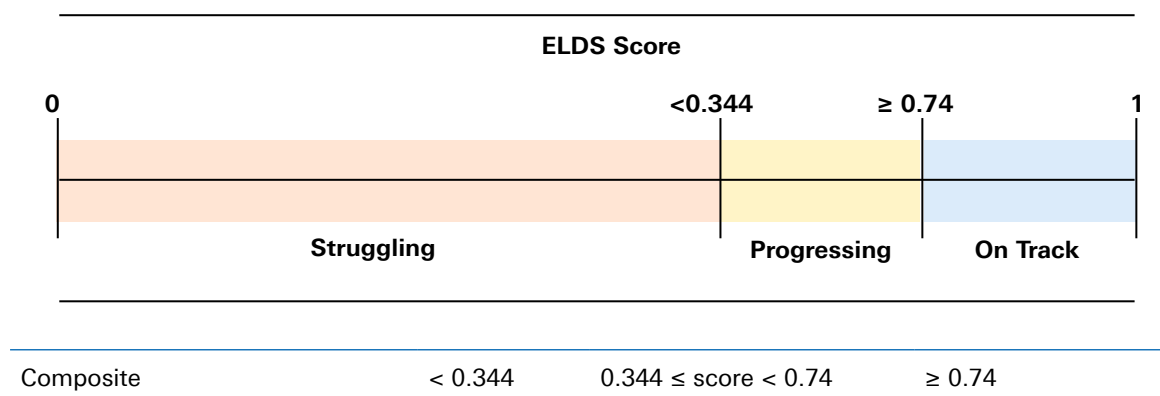 ELDS Score
0 <0.344 ≥ 0.74 1
Struggling Progressing On Track
Composite < 0.344 0.344 ≤ score < 0.74 ≥ 0.74